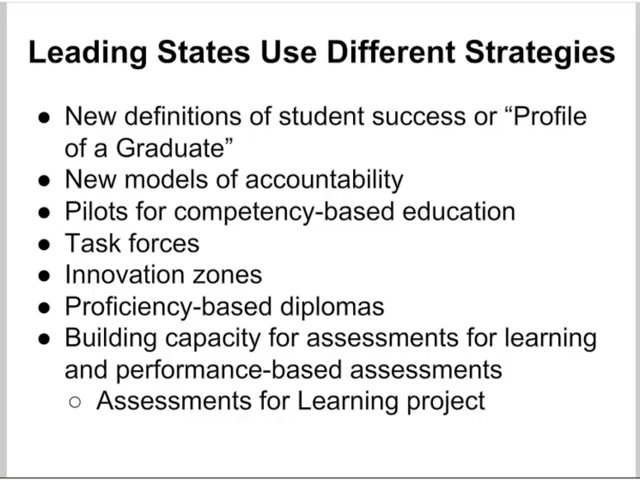 Leading States Use Different Strategies
● New definitions of student success or “Profile
of a Graduate”
● New models of accountability
● Pilots for competency-based education
● Task forces
● Innovation zones
● Proficiency-based diplomas
● Building capacity for assessments for learning
and performance-based assessments
○ Assessments for Learning project